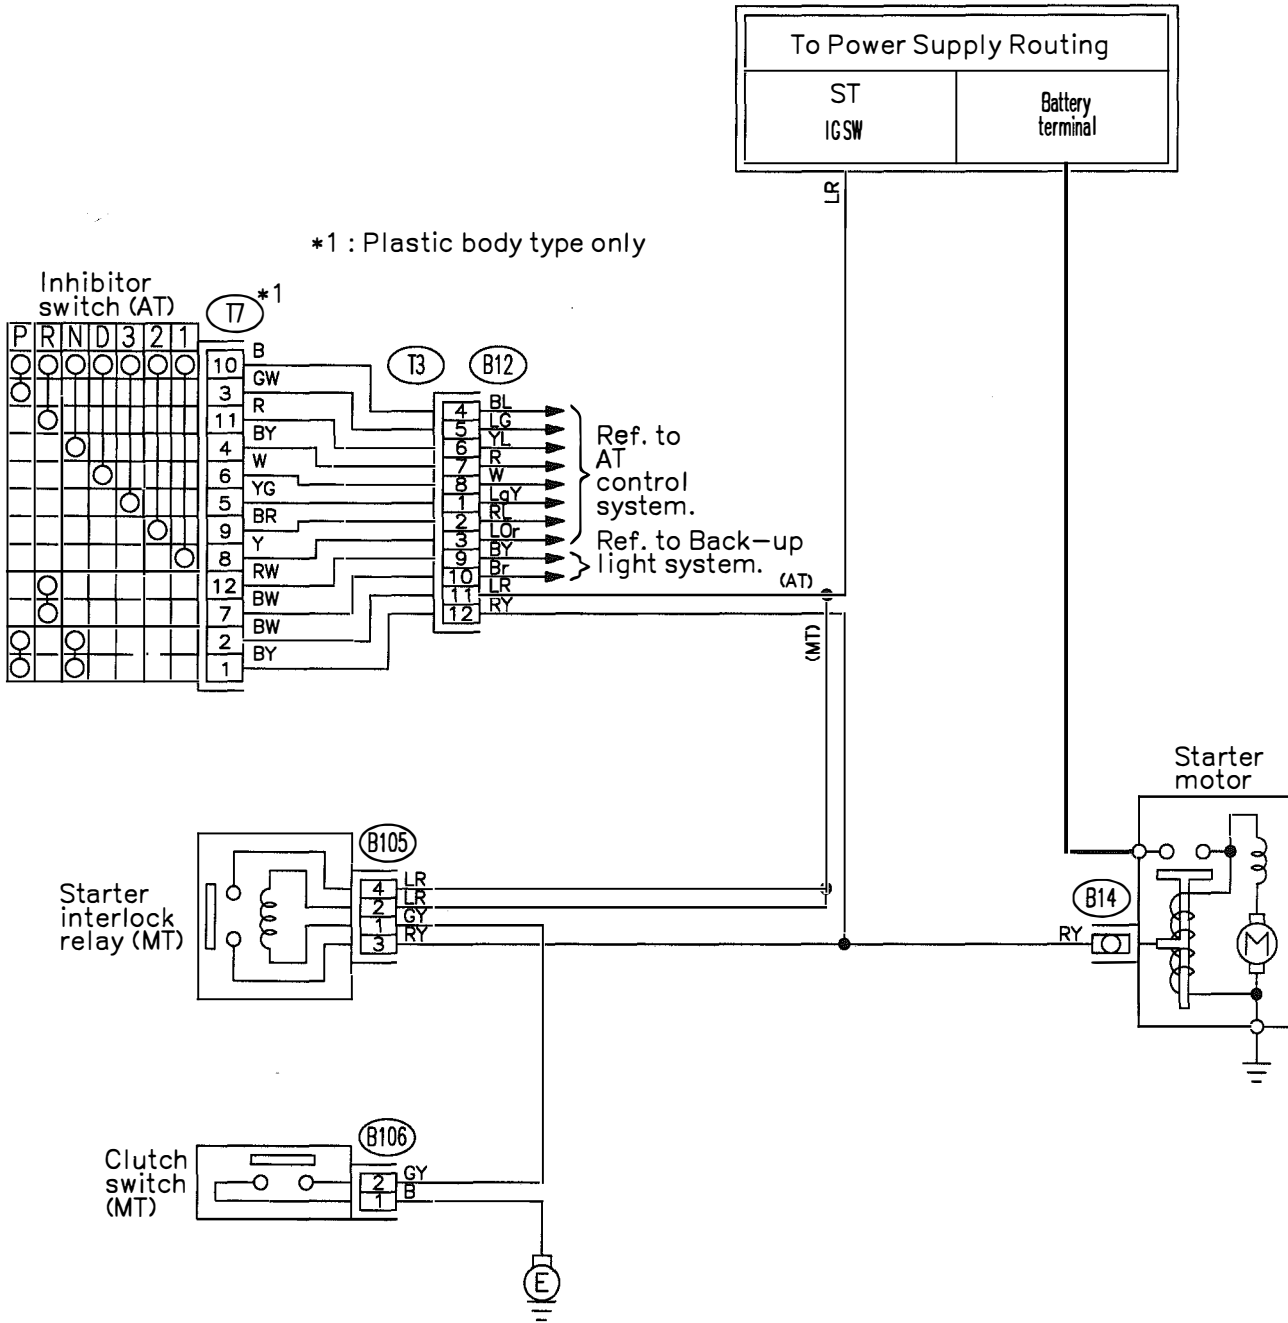 To Power Supply Routing
ST
IGSW
Battery
terminal
LR
*1 : Plastic body type only
Inhibitor
switch (AT)
T7 *1
P R N D 3 2 1
10 B
3 GW
11 R
4 BY
6 W
5 YG
9 BR
8 Y
12 RW
7 BW
2 BW
1 BY
T3 B12
4 BL
5 LG
6 YL
7 R
8 W
1 LgY
2 RL
3 LOr
9 BY
10 Br
11 LR
12 RY
Ref. to
AT
control
system.
Ref. to Back-up
light system.
(AT)
(MT)
Starter
motor
B14
RY
M
Starter
interlock
relay (MT)
B105
4 LR
2 LR
1 GY
3 RY
Clutch
switch
(MT)
B106
2 GY
1 B
E